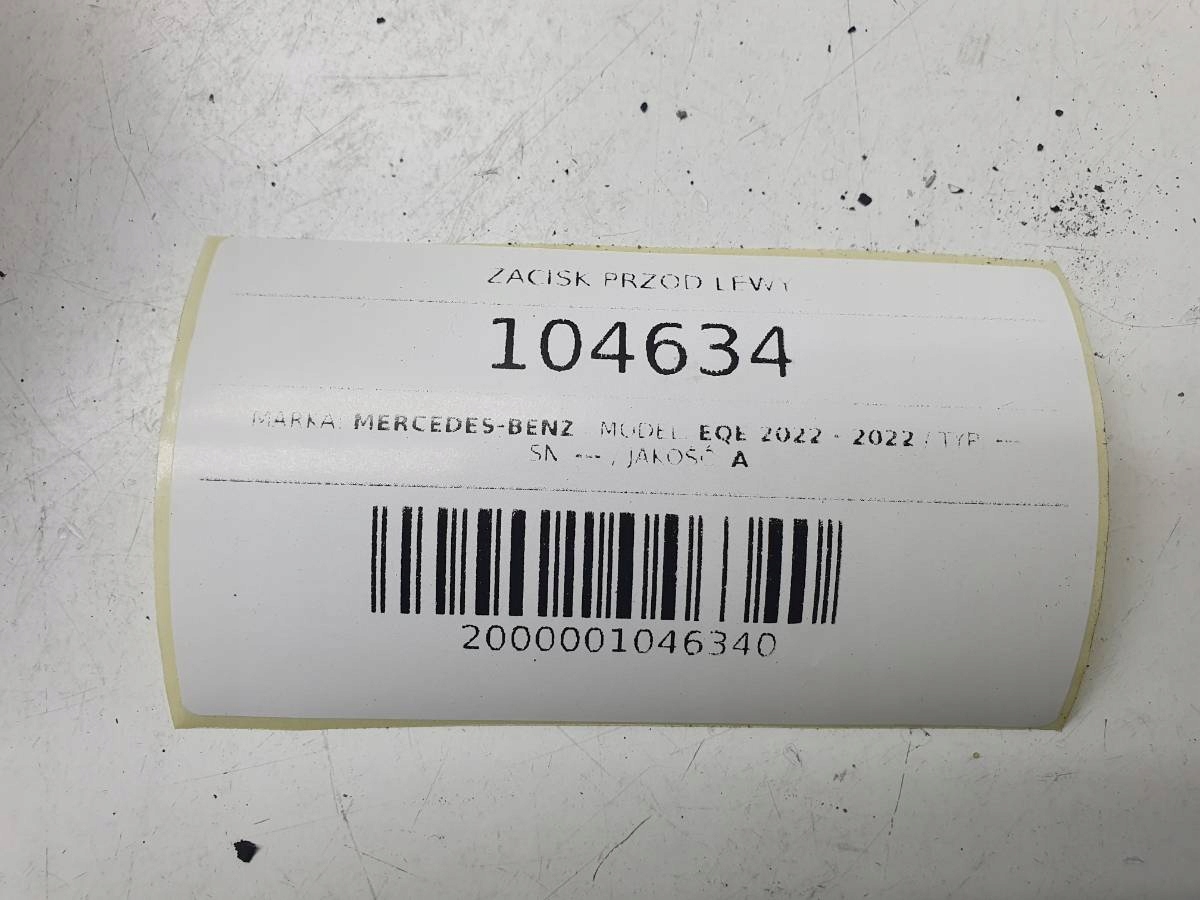 ZACISK PRZOD LEWY
104634
MARKA: MERCEDES-BENZ / MODEL: EQE 2022 - 2022 / TYP: ---
SN: --- / JAKOŚĆ: A
2000001046340